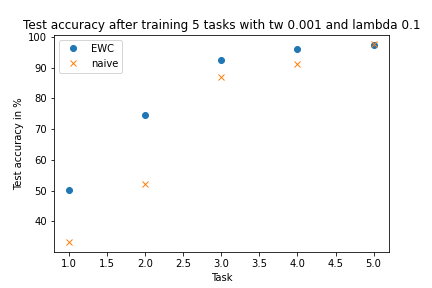 Test accuracy after training 5 tasks with tw 0.001 and lambda 0.1
EWC
naive
Test accuracy in %
100
90
80
70
60
50
40
1.0 1.5 2.0 2.5 3.0 3.5 4.0 4.5 5.0
Task